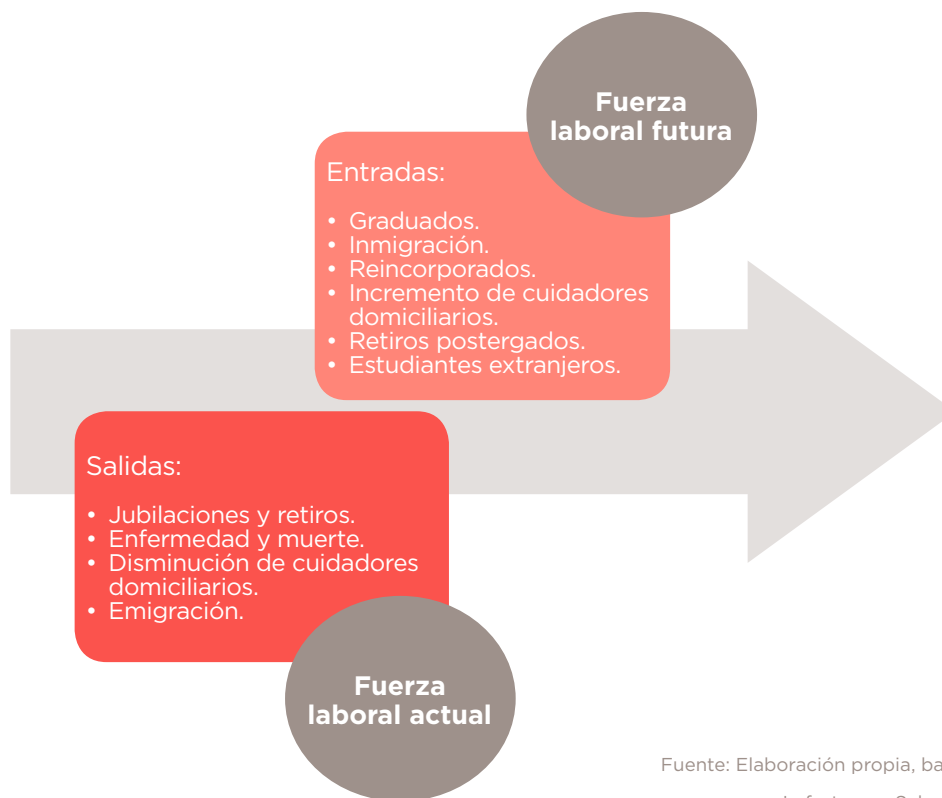 Fuerza
laboral futura
Entradas:
• Graduados.
• Inmigración.
• Reincorporados.
• Incremento de cuidadores
domiciliarios.
• Retiros postergados.
• Estudiantes extranjeros.
Salidas:
• Jubilaciones y retiros.
• Enfermedad y muerte.
• Disminución de cuidadores
domiciliarios.
• Emigración.
Fuerza
laboral actual
Fuente: Elaboración propia, ba